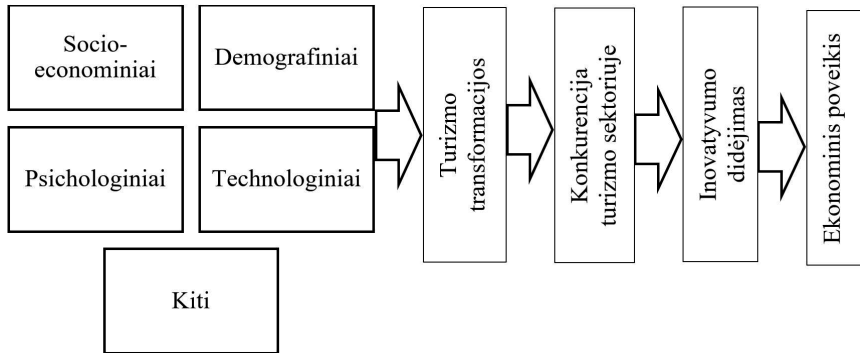 Socio-
econominiai
Demografiniai
Psichologiniai
Technologiniai
Kiti
Turizmo
transformacijos
Konkurencija
turizmo sektoriuje
Inovatyvumo
didėjimas
Ekonominis poveikis